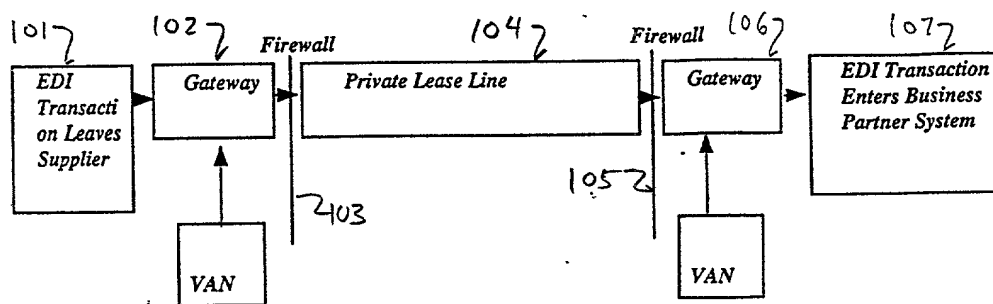 101
102
Firewall
104
Firewall
106
107
EDI
Transacti
on Leaves
Supplier
Gateway
Private Lease Line
Gateway
EDI Transaction
Enters Business
Partner System
103
105
VAN
VAN